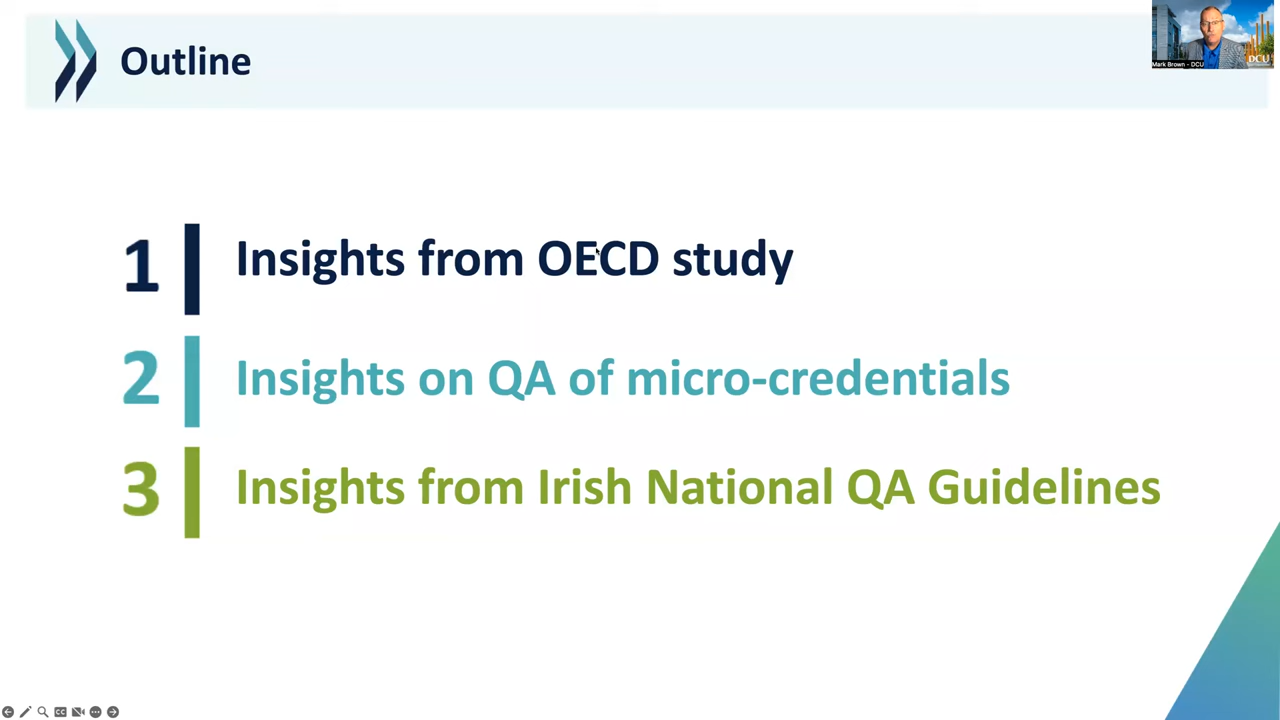 Outline
Mark Brown - DCU
DCU
1 Insights from OECD study
2 Insights on QA of micro-credentials
3 Insights from Irish National QA Guidelines
CC